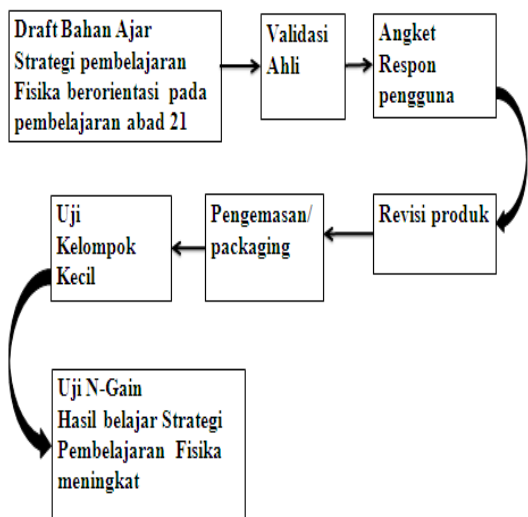 Draft Bahan Ajar
Strategi pembelajaran
Fisika berorientasi pada
pembelajaran abad 21
Validasi
Ahli
Angket
Respon
pengguna
Revisi produk
Pengemasan/
packaging
Uji
Kelompok
Kecil
Uji N-Gain
Hasil belajar Strategi
Pembelajaran Fisika
meningkat